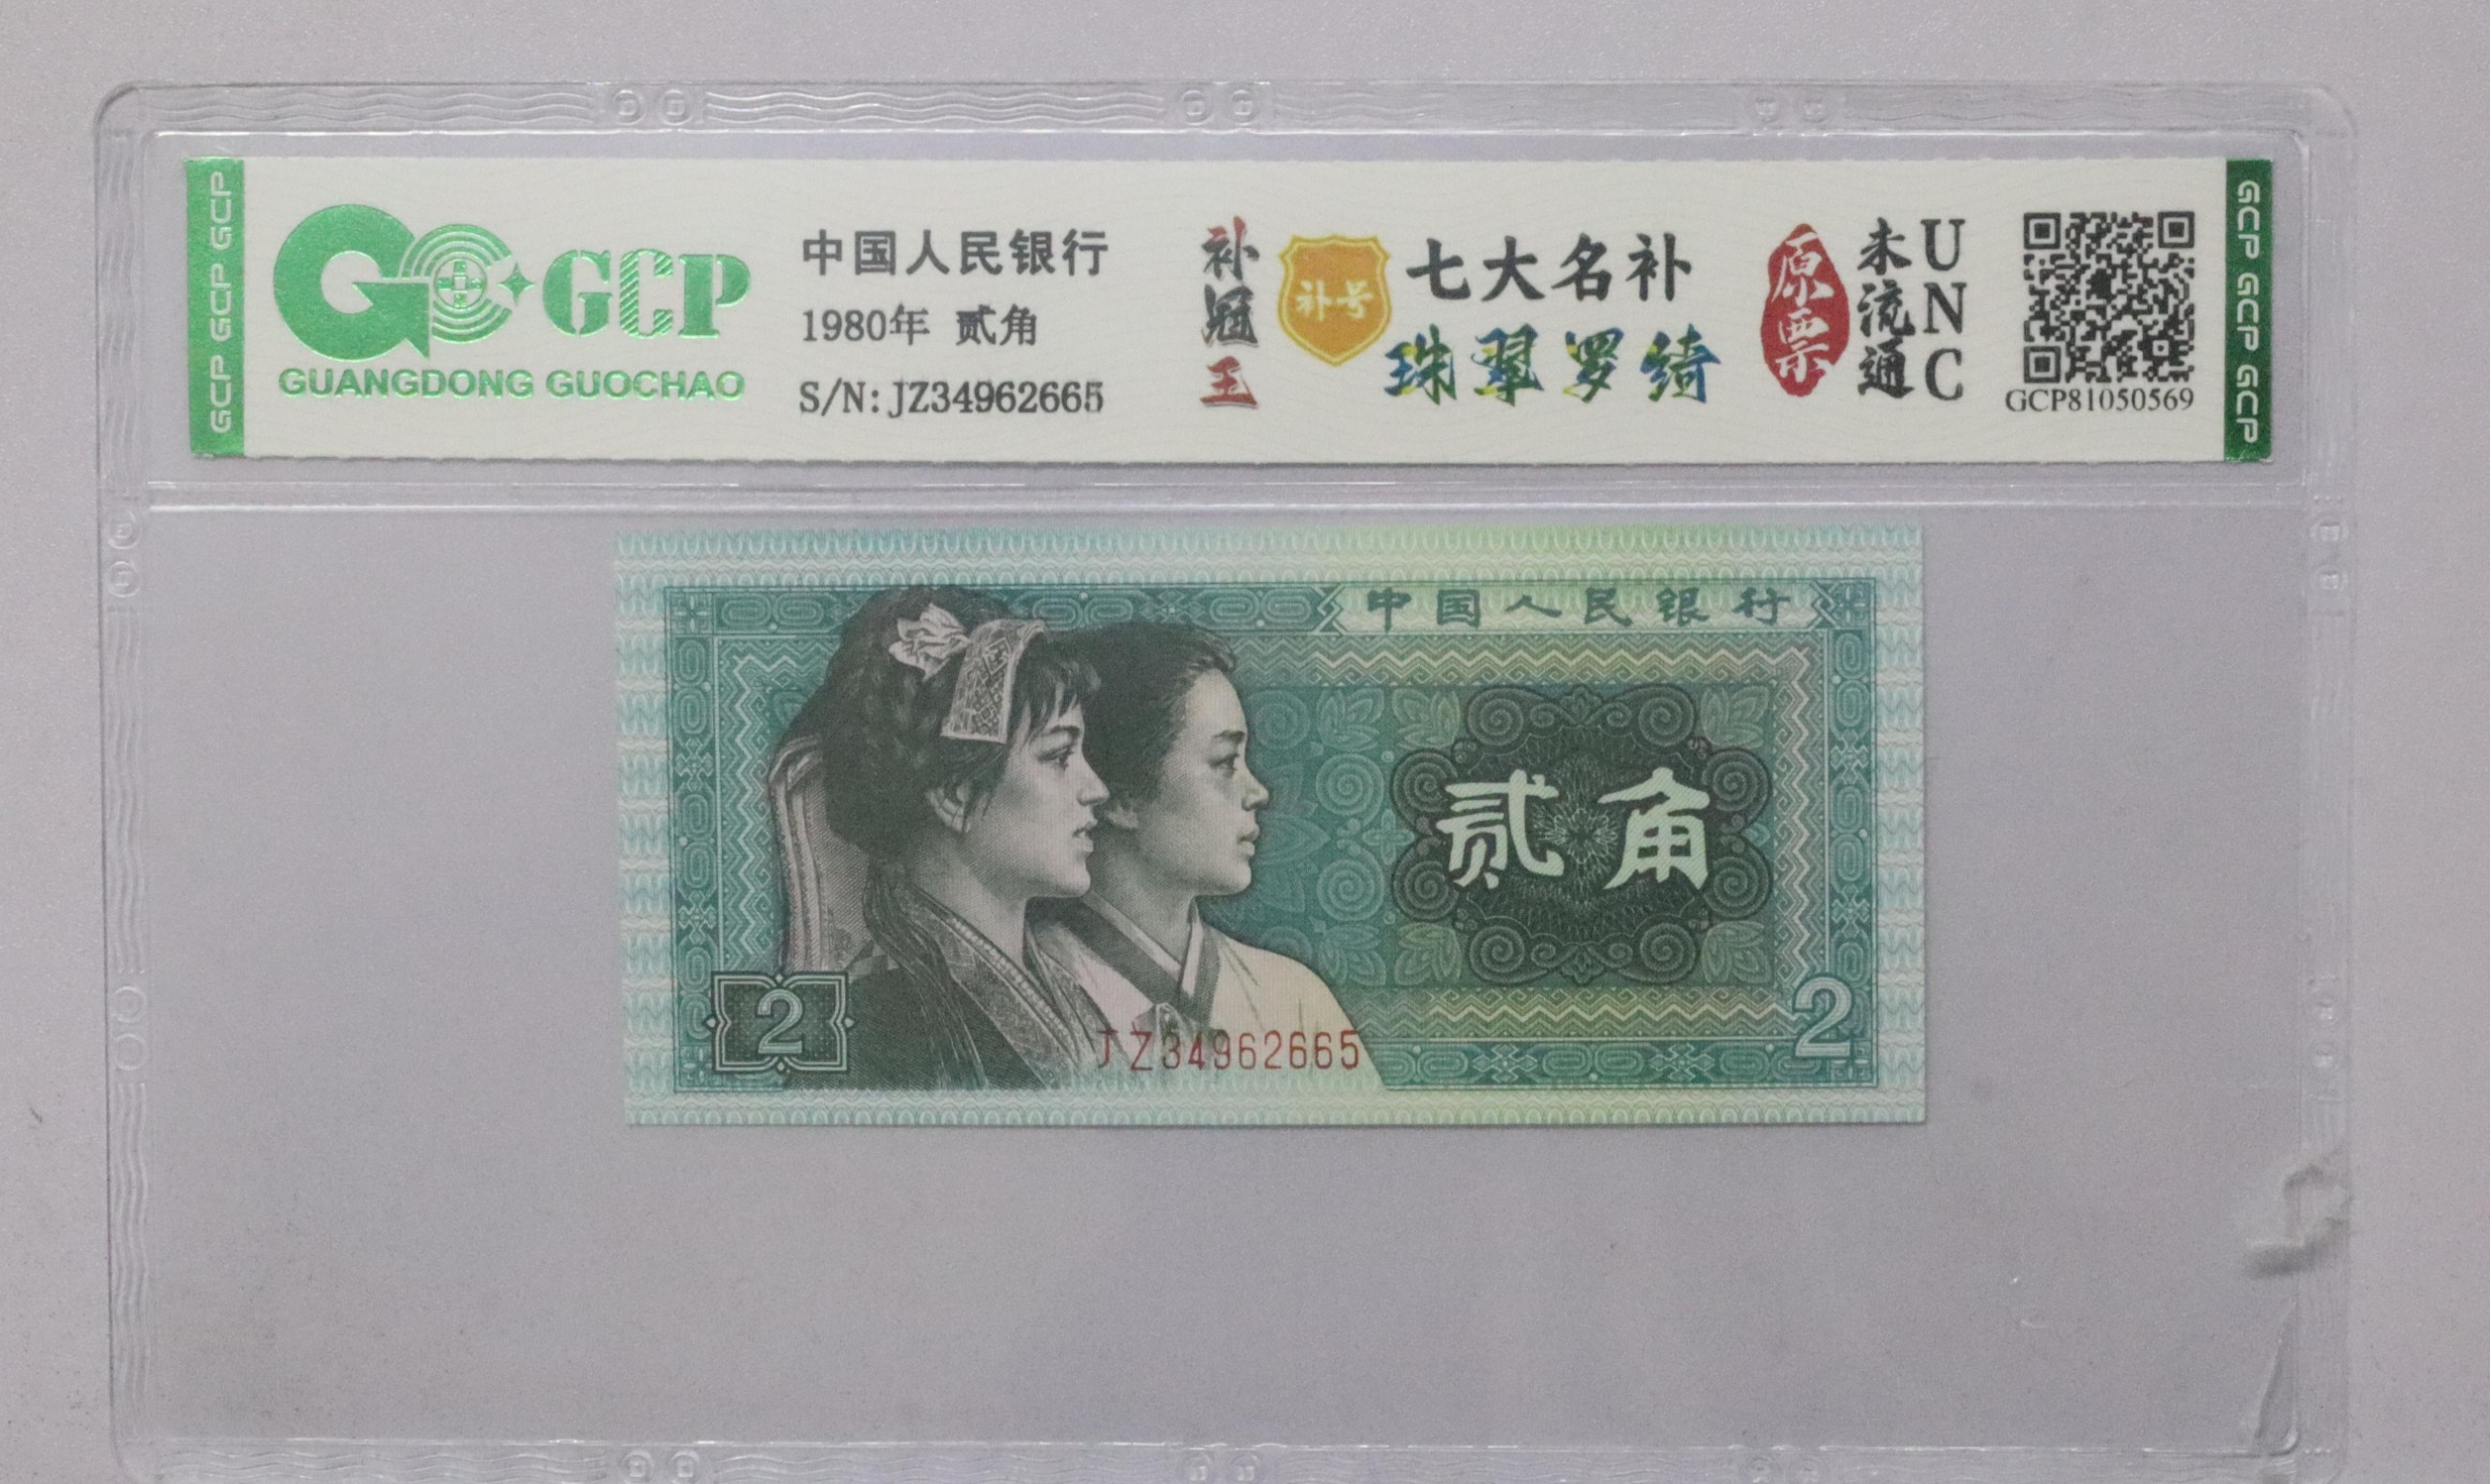 GCP GCP GCP
GCP
GUANGDONG GUOCHAO
中国人民银行
1980年 贰角
S/N:JZ34962665
补冠王
补号
七大名补
珠翠罗绮
原票
未流通
UNC
GCP81050569
GCP GCP GCP
中国人民银行
贰角
2
JZ34962665
2